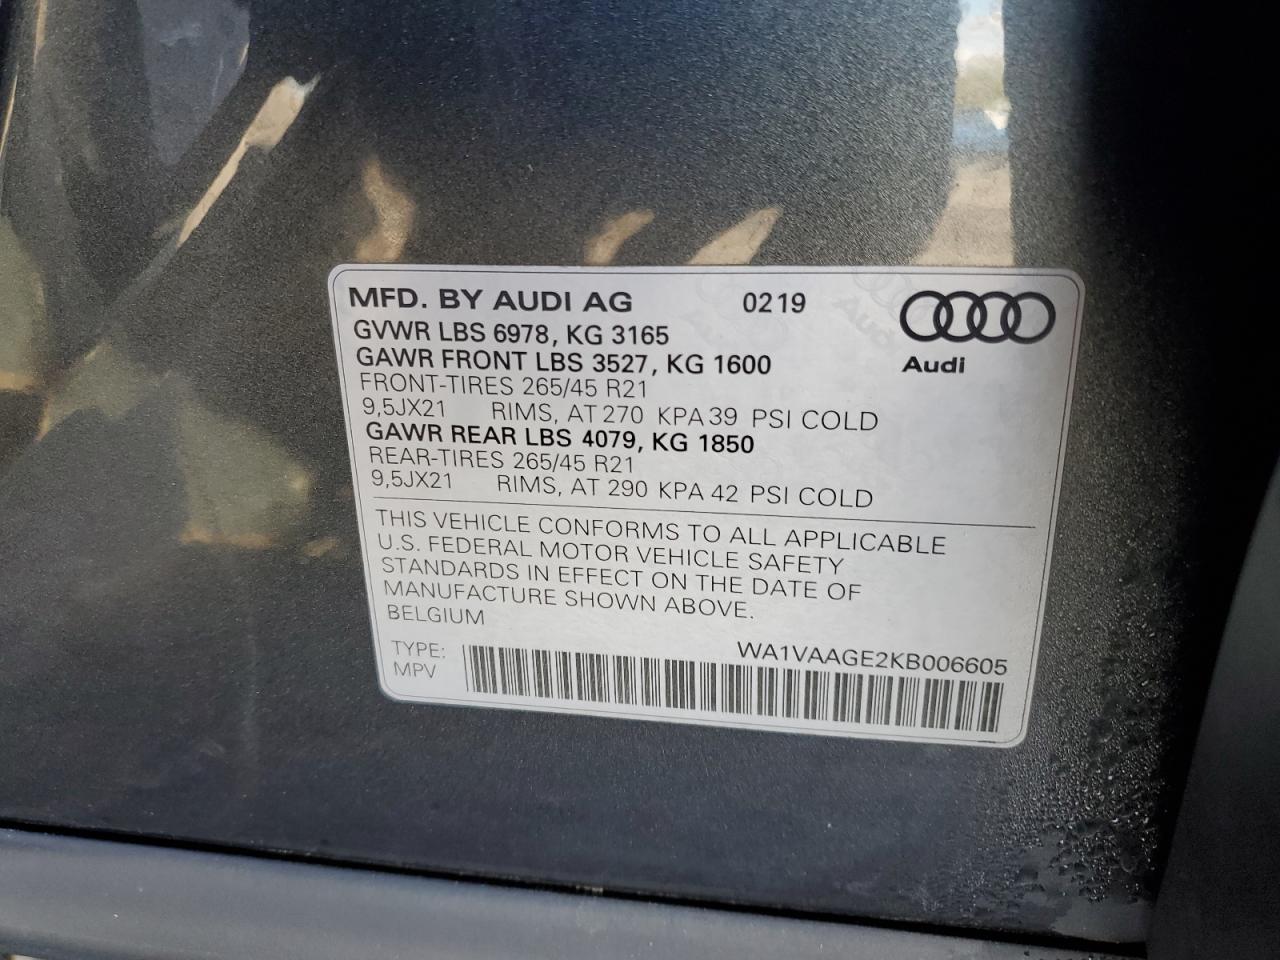 MFD. BY AUDI AG 0219
GVWR LBS 6978, KG 3165
GAWR FRONT LBS 3527, KG 1600
Audi
FRONT-TIRES 265/45 R21
9,5JX21 RIMS, AT 270 KPA 39 PSI COLD
GAWR REAR LBS 4079, KG 1850
REAR-TIRES 265/45 R21
9,5JX21 RIMS, AT 290 KPA 42 PSI COLD
THIS VEHICLE CONFORMS TO ALL APPLICABLE
U.S. FEDERAL MOTOR VEHICLE SAFETY
STANDARDS IN EFFECT ON THE DATE OF
MANUFACTURE SHOWN ABOVE.
BELGIUM
TYPE: WA1VAAGE2KB006605
MPV